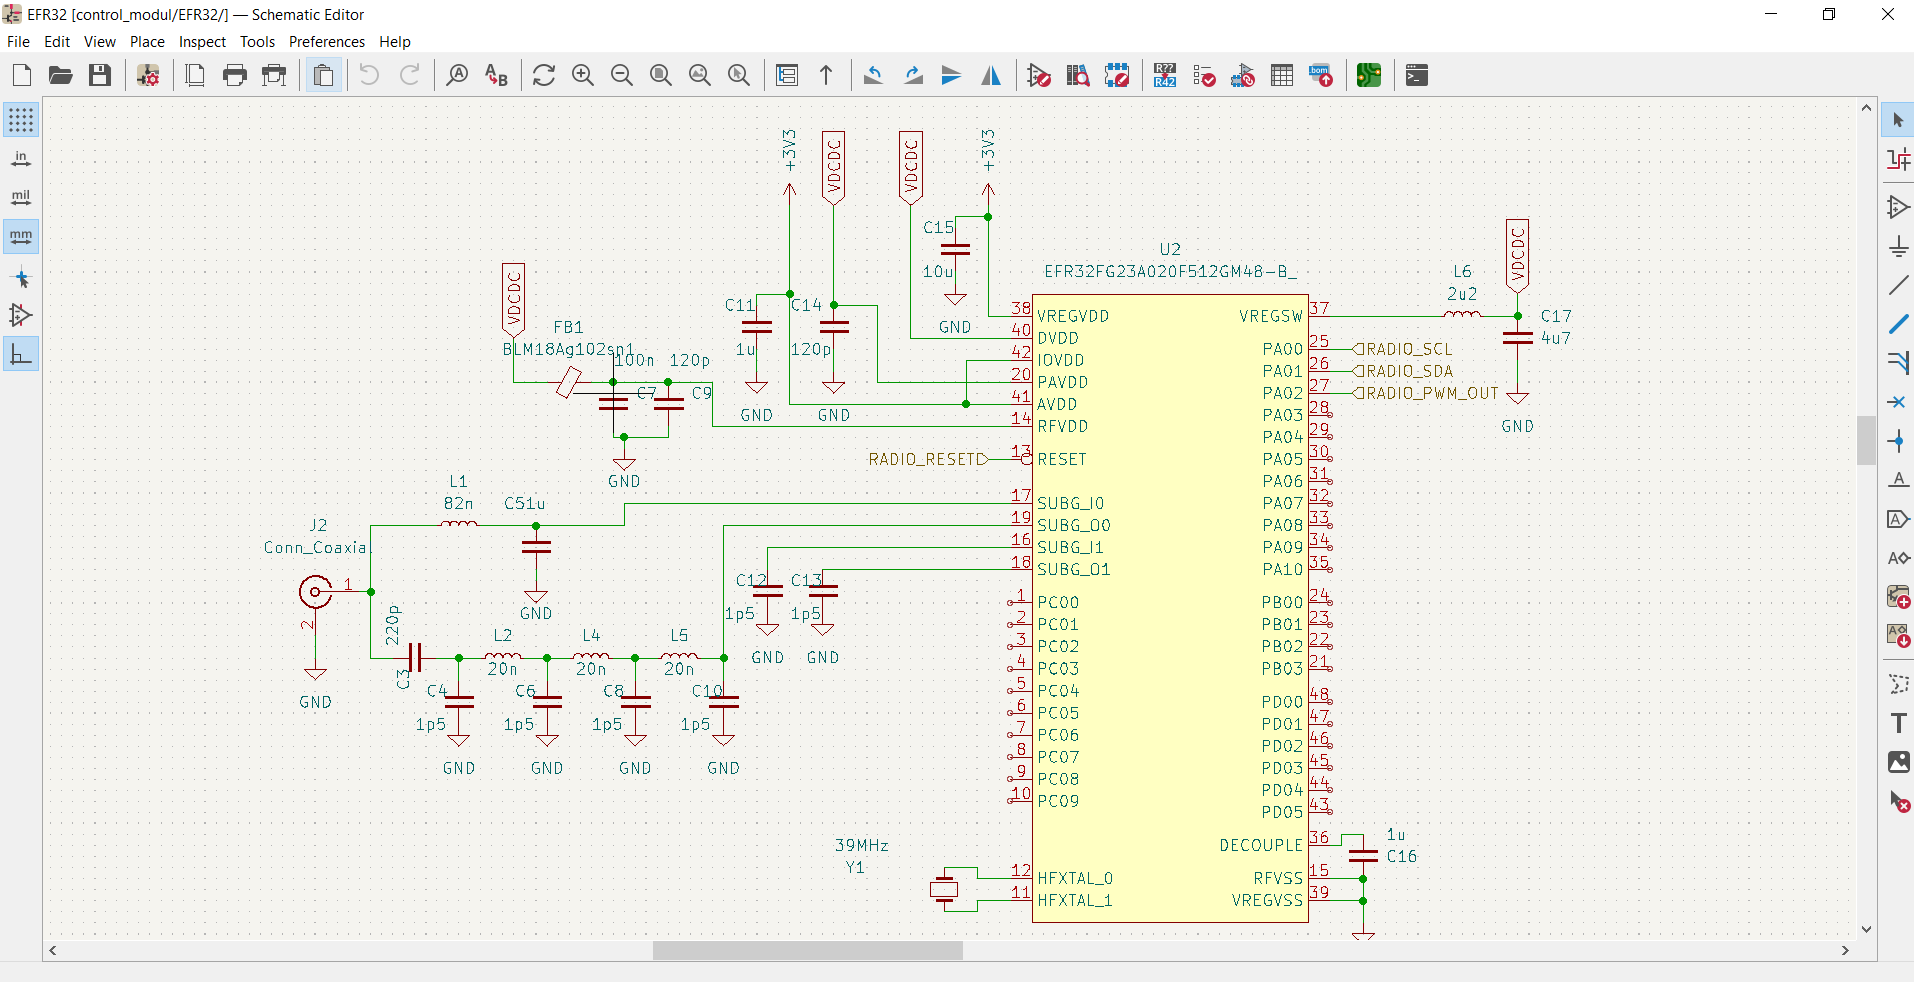 EFR32 [control_modul/EFR32/] — Schematic Editor
File Edit View Place Inspect Tools Preferences Help
in
mil
mm
A
A B
R??
R42
.bom
>_
+3V3
VDCDC
VDCDC
+3V3
C15
10u
GND
U2
EFR32FG23A020F512GM48-B_
VDCDC
L6
2u2
C17
4u7
GND
VDCDC
FB1
BLM18Ag102sn1
100n
120p
C7
C9
GND
C11
1u
GND
C14
120p
GND
38 VREGVDD
40 DVDD
42 IOVDD
20 PAVDD
41 AVDD
14 RFVDD
RADIO_RESET
13 RESET
17 SUBG_I0
19 SUBG_O0
16 SUBG_I1
18 SUBG_O1
1 PC00
2 PC01
3 PC02
4 PC03
5 PC04
6 PC05
7 PC06
8 PC07
9 PC08
10 PC09
12 HFXTAL_0
11 HFXTAL_1
VREGSW 37
PA00 25 RADIO_SCL
PA01 26 RADIO_SDA
PA02 27 RADIO_PWM_OUT
PA03 28
PA04 29
PA05 30
PA06 31
PA07 32
PA08 33
PA09 34
PA10 35
PB00 24
PB01 23
PB02 22
PB03 21
PD00 48
PD01 47
PD02 46
PD03 45
PD04 44
PD05 43
DECOUPLE 36
RFVSS 15
VREGVSS 39
1u
C16
L1
82n
C5 1u
GND
J2
Conn_Coaxial
1
2
GND
220p
C3
L2
20n
L4
20n
L5
20n
C4
1p5
GND
C6
1p5
GND
C8
1p5
GND
C10
1p5
GND
C12
1p5
GND
C13
1p5
GND
39MHz
Y1
A
A
A
A
T